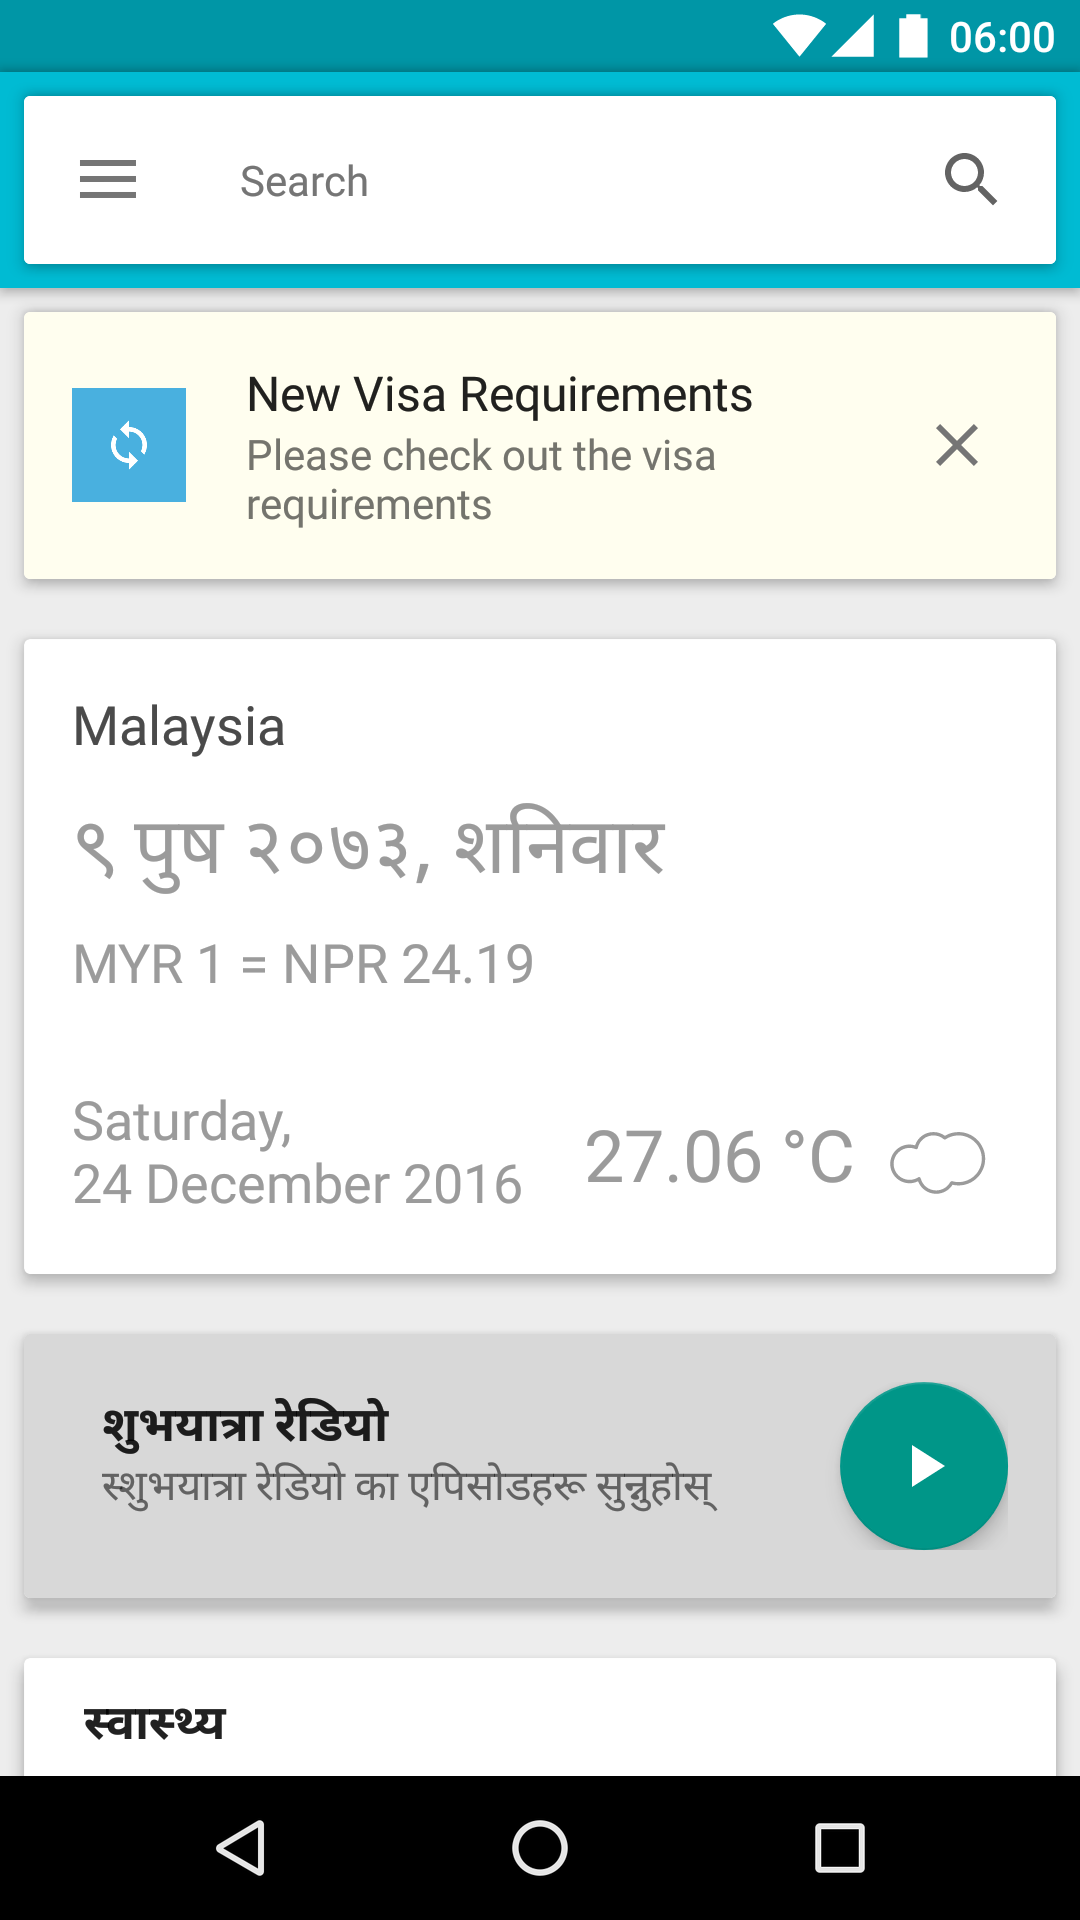 06:00
Search
New Visa Requirements
Please check out the visa
requirements
Malaysia
९ पुष २०७३, शनिवार
MYR 1 = NPR 24.19
Saturday,
24 December 2016
27.06 °C
शुभयात्रा रेडियो
स्शुभयात्रा रेडियो का एपिसोडहरू सुन्नुहोस्
स्वास्थ्य